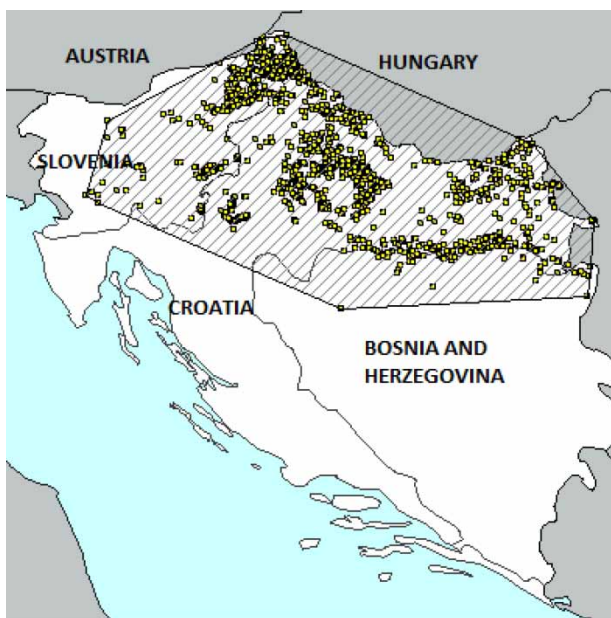 AUSTRIA
HUNGARY
SLOVENIA
CROATIA
BOSNIA AND
HERZEGOVINA